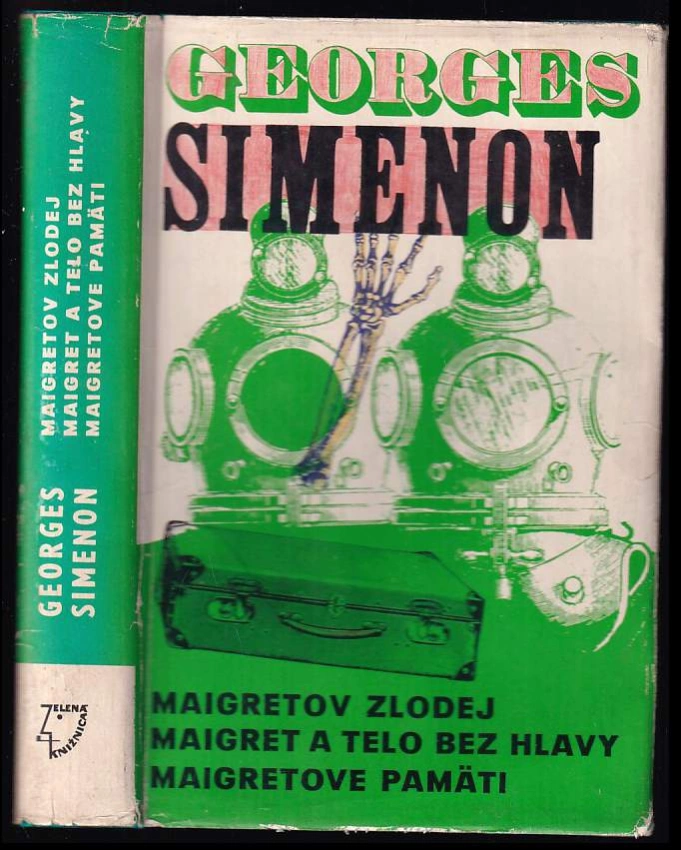 MAIGRETOV ZLODEJ
MAIGRET A TELO BEZ HLAVY
MAIGRETOVE PAMÄTI
GEORGES
SIMENON
ZELENÁ
KNIŽNICA
GEORGES
SIMENON
MAIGRETOV ZLODEJ
MAIGRET A TELO BEZ HLAVY
MAIGRETOVE PAMÄTI